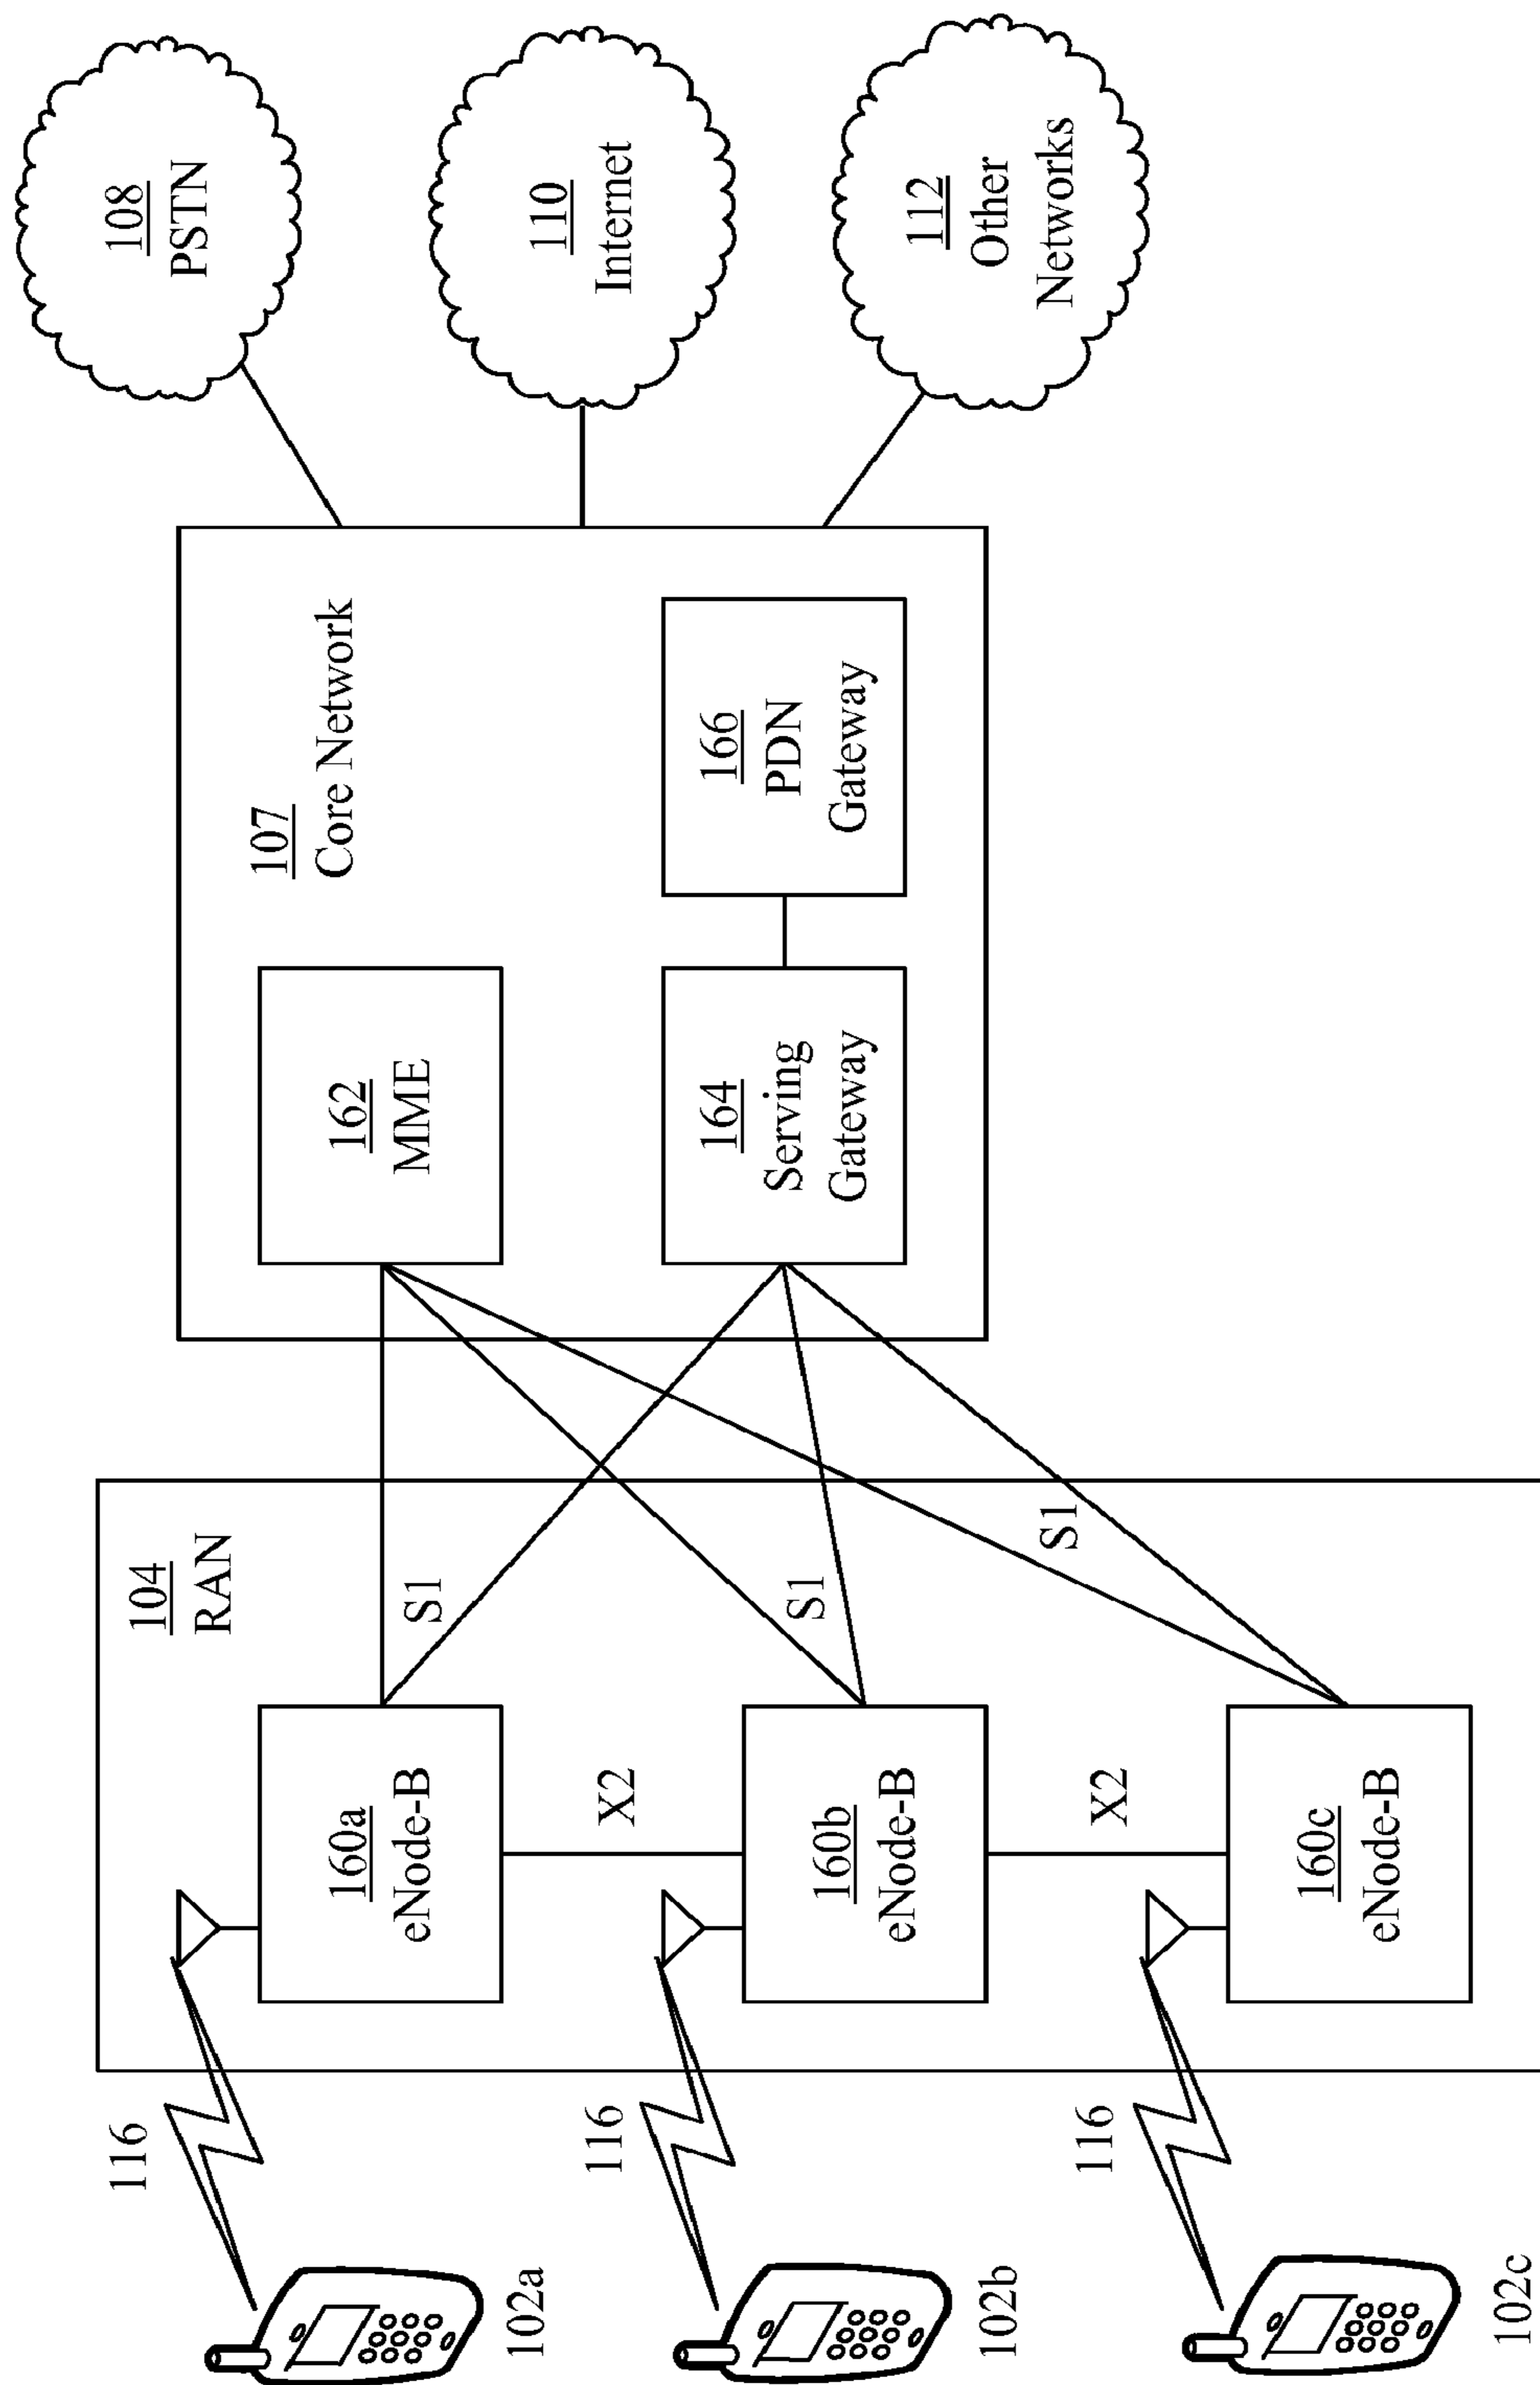 102a
102b
102c
116
116
116
104
RAN
160a
eNode-B
X2
160b
eNode-B
X2
160c
eNode-B
S1
S1
S1
107
Core Network
162
MME
164
Serving
Gateway
166
PDN
Gateway
108
PSTN
110
Internet
112
Other
Networks